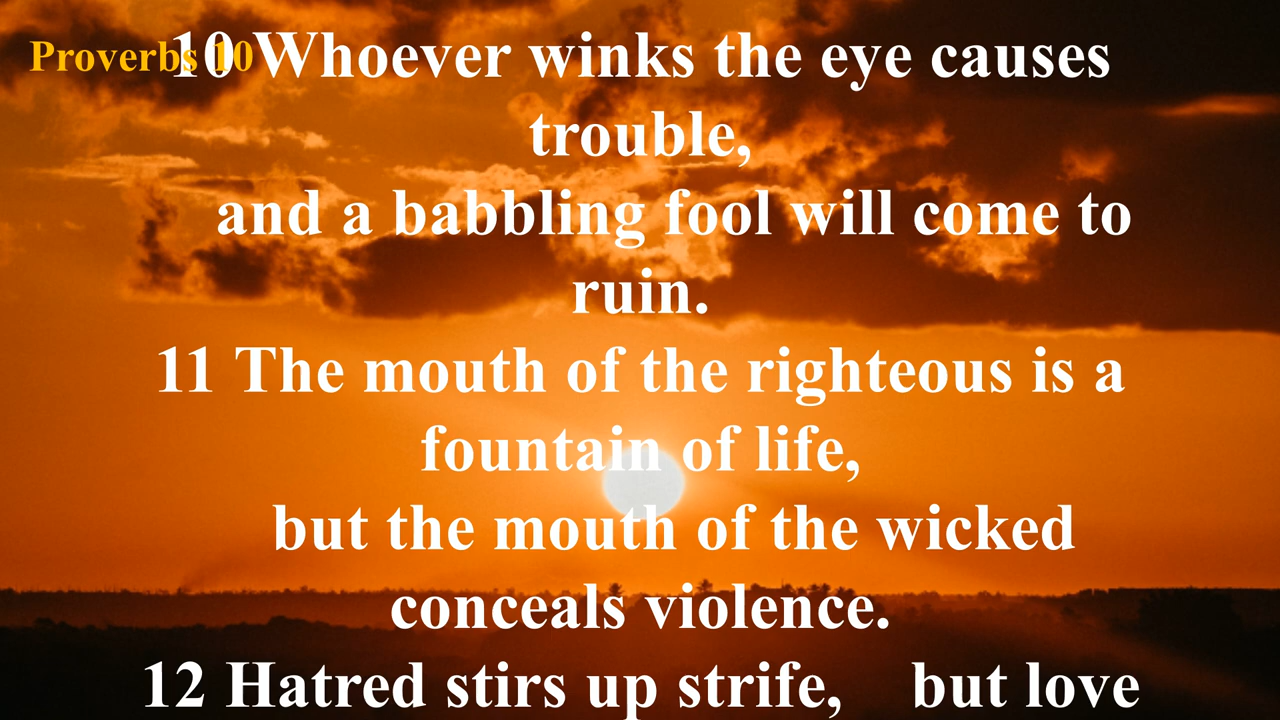 Proverbs 10
10 Whoever winks the eye causes
trouble,
and a babbling fool will come to
ruin.
11 The mouth of the righteous is a
fountain of life,
but the mouth of the wicked
conceals violence.
12 Hatred stirs up strife, but love